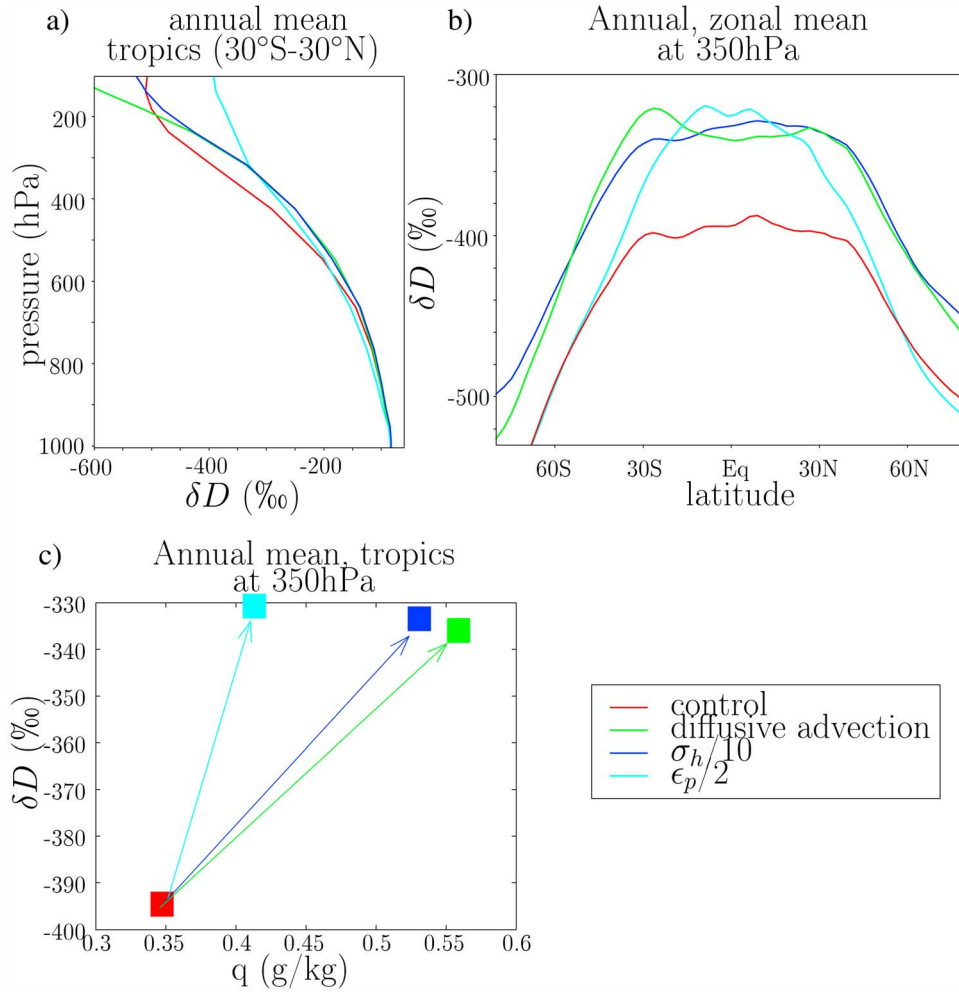 a)
annual mean
tropics (30°S-30°N)
200
400
600
800
1000
pressure (hPa)
-600
-400
-200
δD (‰)
b)
Annual, zonal mean
at 350hPa
-300
-400
-500
δD (‰)
60S
30S
Eq
30N
60N
latitude
c)
Annual mean, tropics
at 350hPa
-330
-340
-350
-360
-370
-380
-390
-400
δD (‰)
0.3
0.35
0.4
0.45
0.5
0.55
0.6
q (g/kg)
control
diffusive advection
σ_h/10
ϵ_p/2